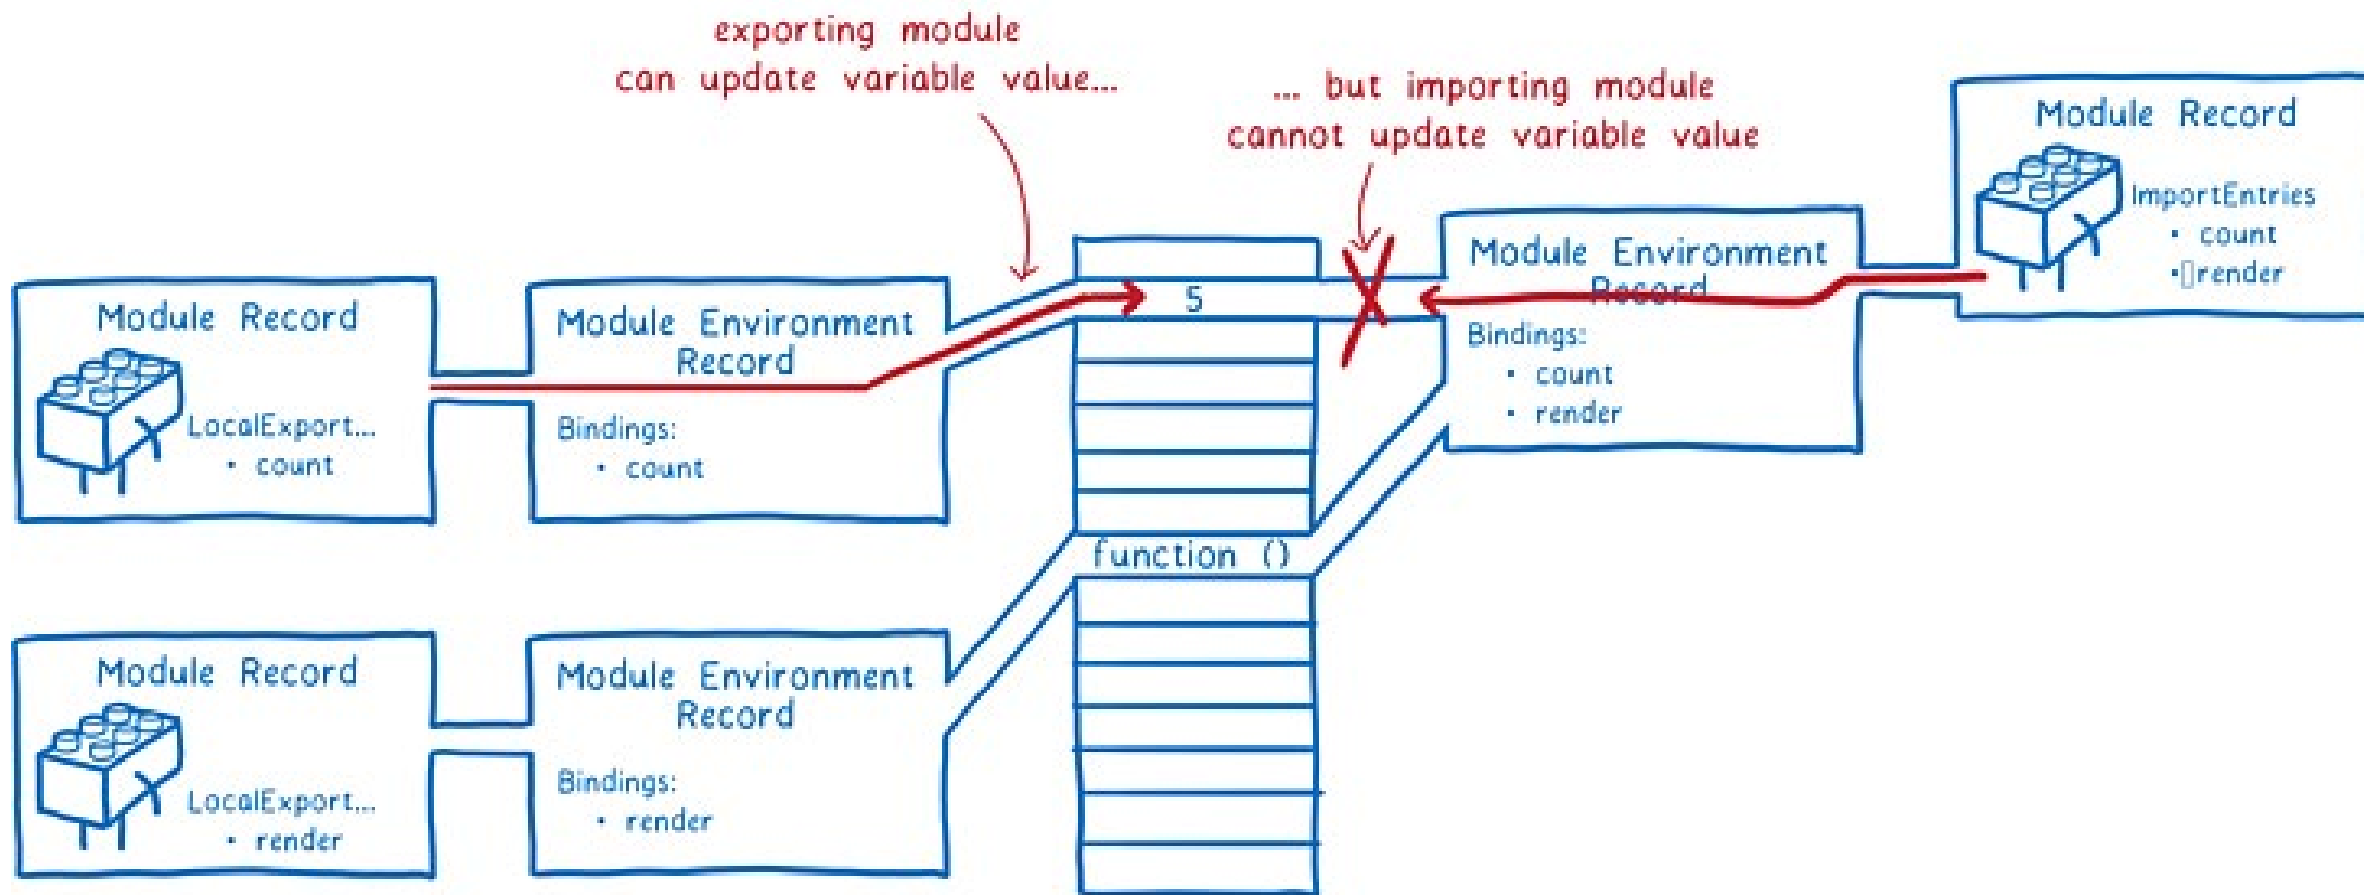 exporting module
can update variable value...
... but importing module
cannot update variable value
Module Record
ImportEntries
• count
•▯render
Module Environment
Record
Bindings:
• count
• render
Module Record
LocalExport...
• count
Module Environment
Record
Bindings:
• count
5
function ()
Module Record
LocalExport...
• render
Module Environment
Record
Bindings:
• render